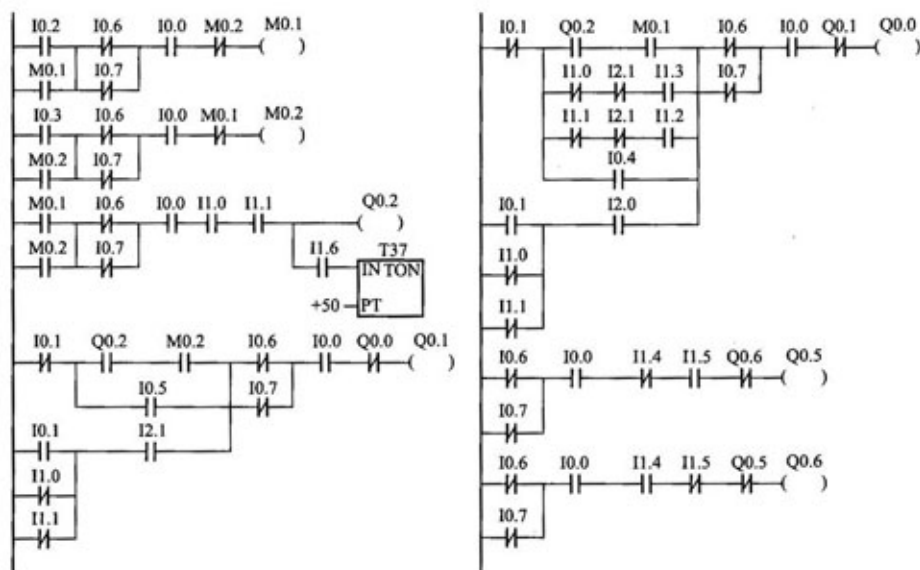 I0.2 I0.6 I0.0 M0.2 M0.1
M0.1 I0.7
I0.3 I0.6 I0.0 M0.1 M0.2
M0.2 I0.7
M0.1 I0.6 I0.0 I1.0 I1.1 Q0.2
M0.2 I0.7
I1.6 T37
IN TON
+50 PT
I0.1 Q0.2 M0.2 I0.6 I0.0 Q0.0 Q0.1
I0.5 I0.7
I0.1 I2.1
I1.0
I1.1
I0.1 Q0.2 M0.1 I0.6 I0.0 Q0.1 Q0.0
I1.0 I2.1 I1.3 I0.7
I1.1 I2.1 I1.2
I0.4
I0.1 I2.0
I1.0
I1.1
I0.6 I0.0 I1.4 I1.5 Q0.6 Q0.5
I0.7
I0.6 I0.0 I1.4 I1.5 Q0.5 Q0.6
I0.7